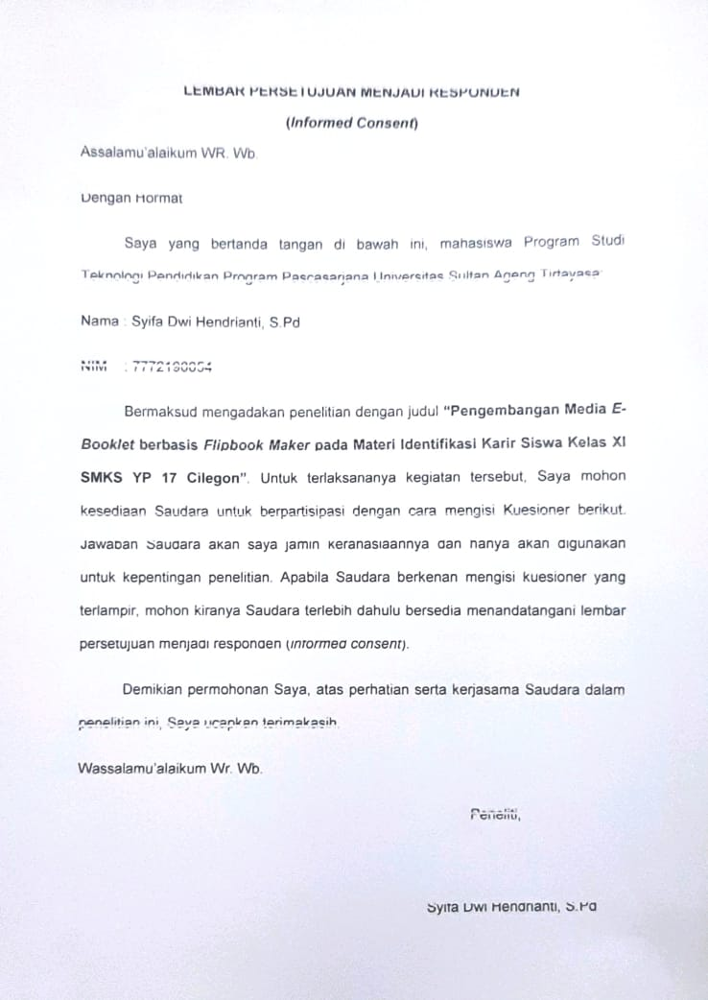 LEMBAR PERSETUJUAN MENJADI RESPONDEN
(Informed Consent)
Assalamu'alaikum WR. Wb.
Dengan Hormat
Saya yang bertanda tangan di bawah ini, mahasiswa Program Studi
Teknologi Pendidikan Program Pascasarjana Universitas Sultan Ageng Tirtayasa:
Nama : Syifa Dwi Hendrianti, S.Pd
NIM :
Bermaksud mengadakan penelitian dengan judul “Pengembangan Media E-
Booklet berbasis Flipbook Maker pada Materi Identifikasi Karir Siswa Kelas XI
SMKS YP 17 Cilegon”. Untuk terlaksananya kegiatan tersebut, Saya mohon
kesediaan Saudara untuk berpartisipasi dengan cara mengisi Kuesioner berikut.
Jawaban Saudara akan saya jamin kerahasiaannya dan hanya akan digunakan
untuk kepentingan penelitian. Apabila Saudara berkenan mengisi kuesioner yang
terlampir, mohon kiranya Saudara terlebih dahulu bersedia menandatangani lembar
persetujuan menjadi responden (informed consent).
Demikian permohonan Saya, atas perhatian serta kerjasama Saudara dalam
penelitian ini, Saya ucapkan terimakasih.
Wassalamu'alaikum Wr. Wb.
Peneliti,
Syifa Dwi Hendrianti, S.Pd